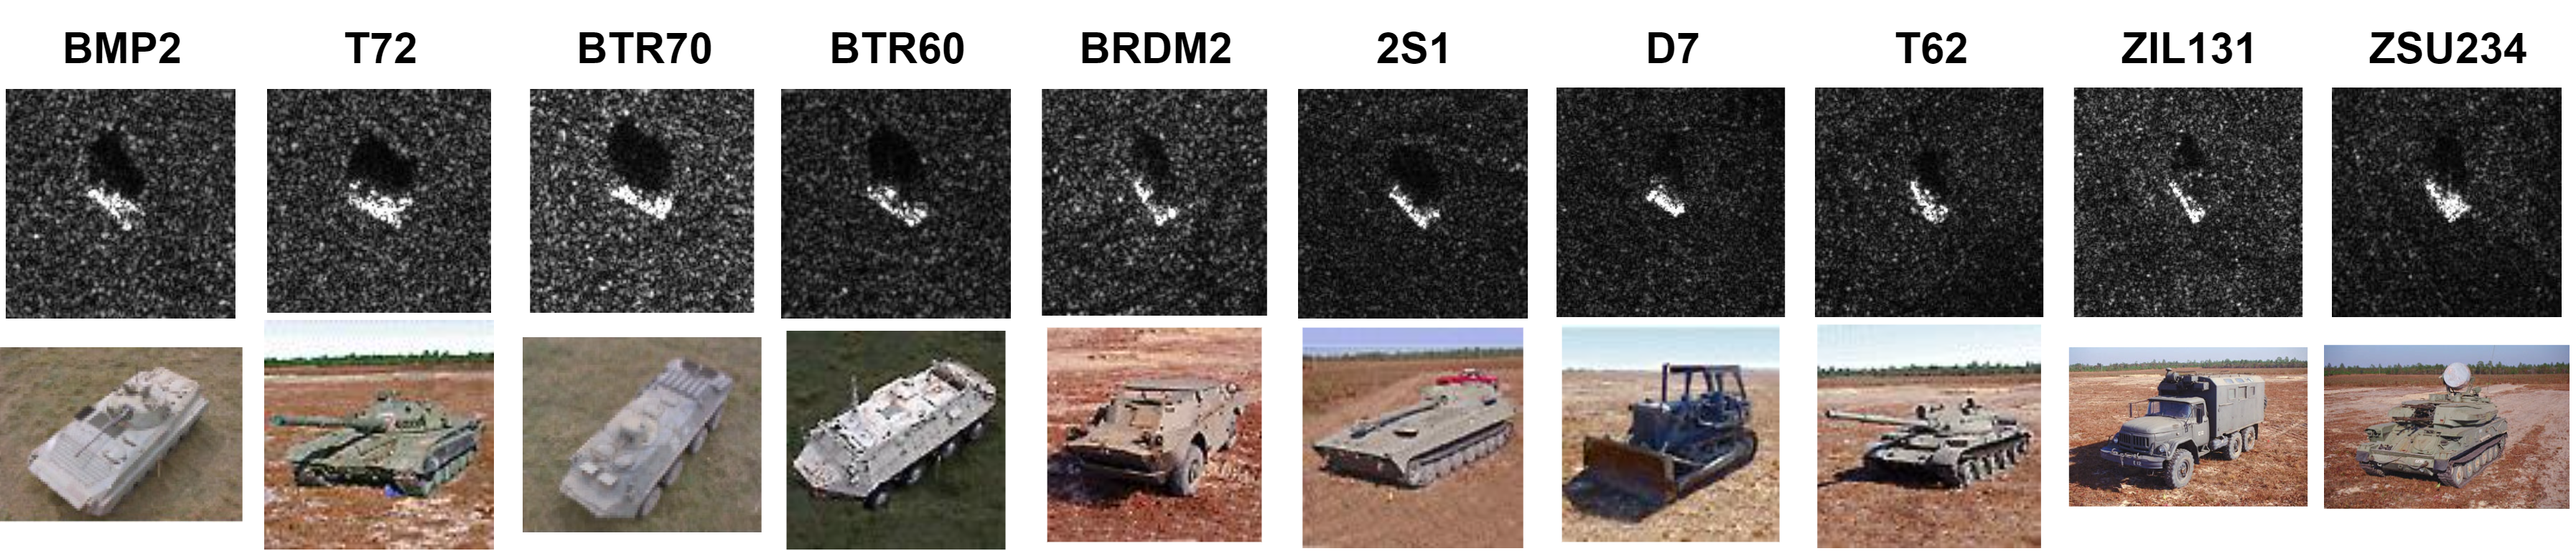 BMP2 T72 BTR70 BTR60 BRDM2 2S1 D7 T62 ZIL131 ZSU234